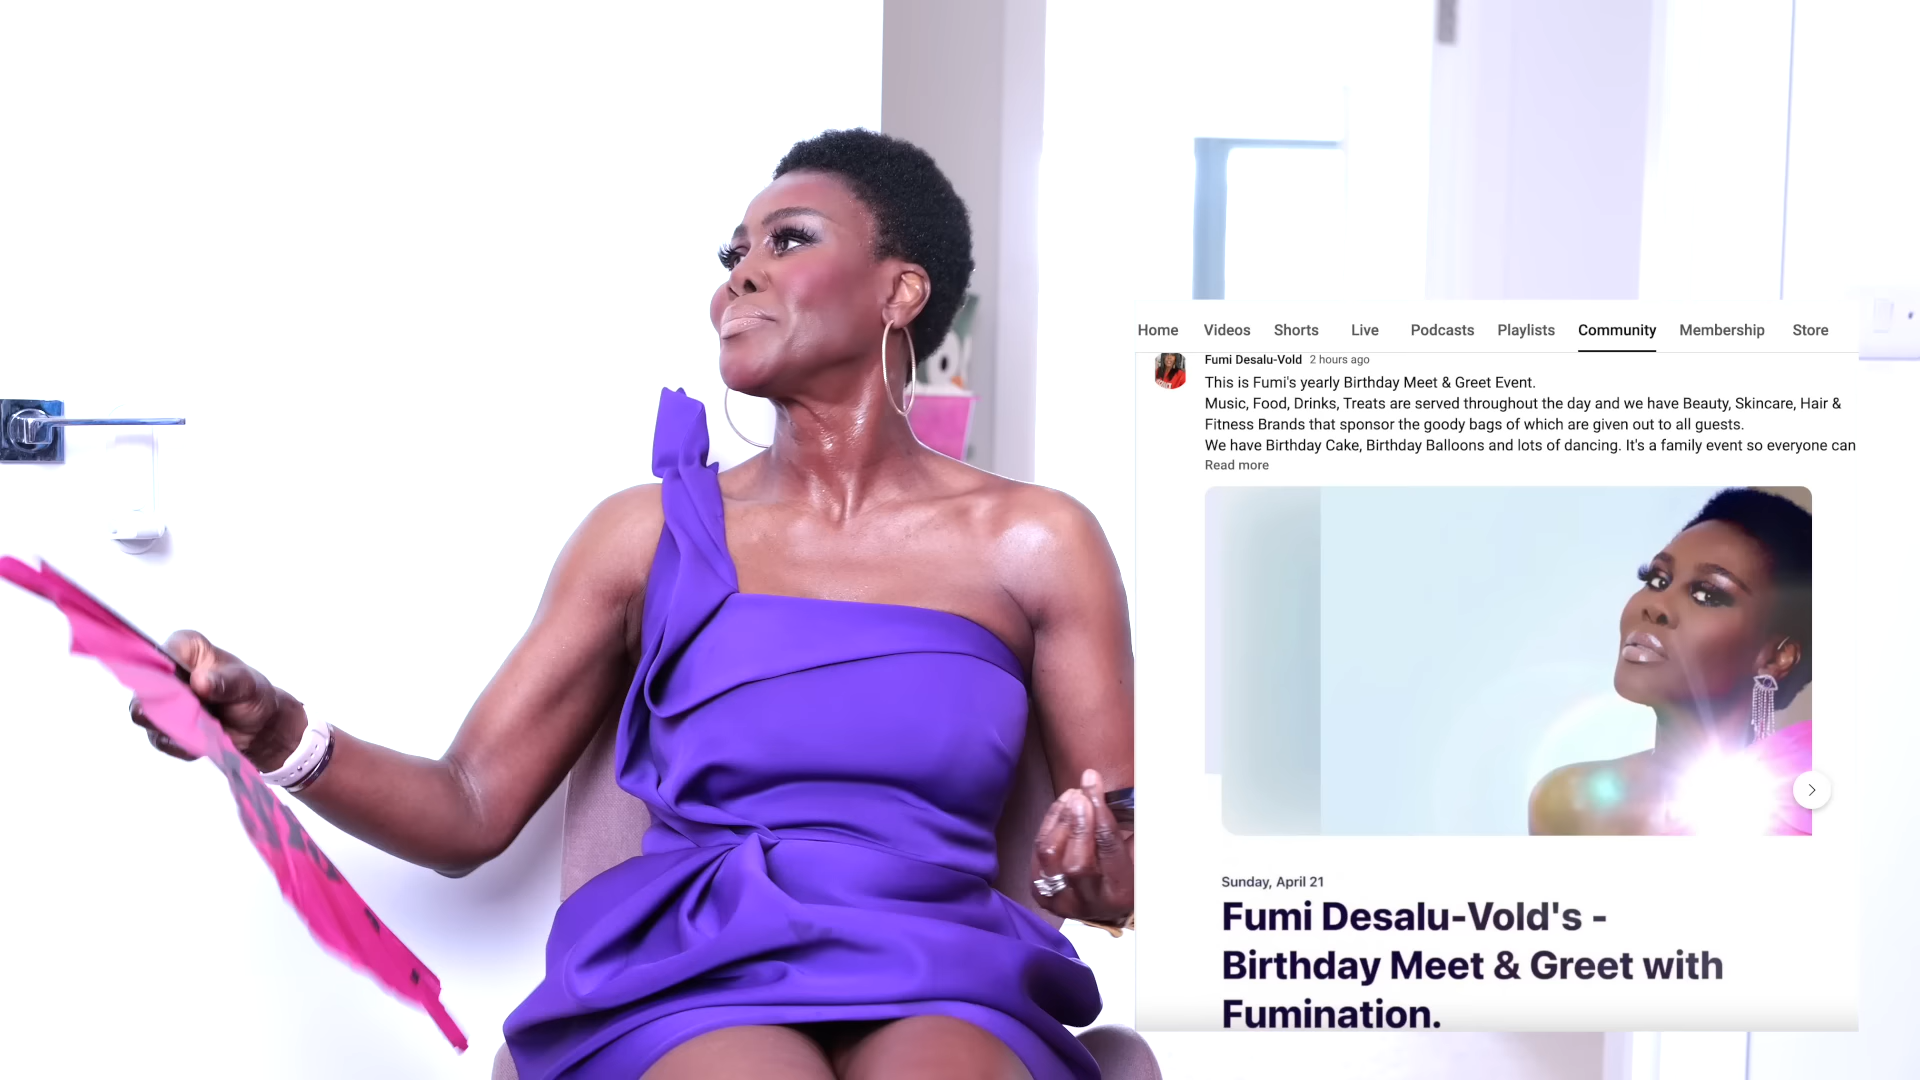 Home Videos Shorts Live Podcasts Playlists Community Membership Store
Fumi Desalu-Vold 2 hours ago
This is Fumi's yearly Birthday Meet & Greet Event.
Music, Food, Drinks, Treats are served throughout the day and we have Beauty, Skincare, Hair &
Fitness Brands that sponsor the goody bags of which are given out to all guests.
We have Birthday Cake, Birthday Balloons and lots of dancing. It's a family event so everyone can
Read more
Sunday, April 21
Fumi Desalu-Vold's -
Birthday Meet & Greet with
Fumination.